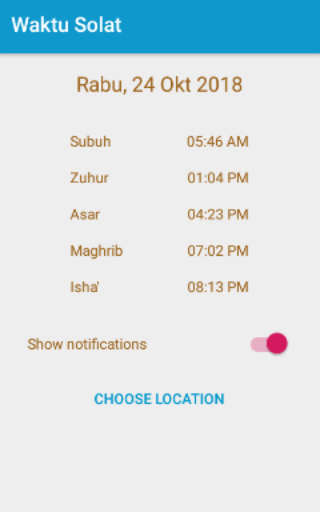 Waktu Solat
Rabu, 24 Okt 2018
Subuh 05:46 AM
Zuhur 01:04 PM
Asar 04:23 PM
Maghrib 07:02 PM
Isha' 08:13 PM
Show notifications
CHOOSE LOCATION